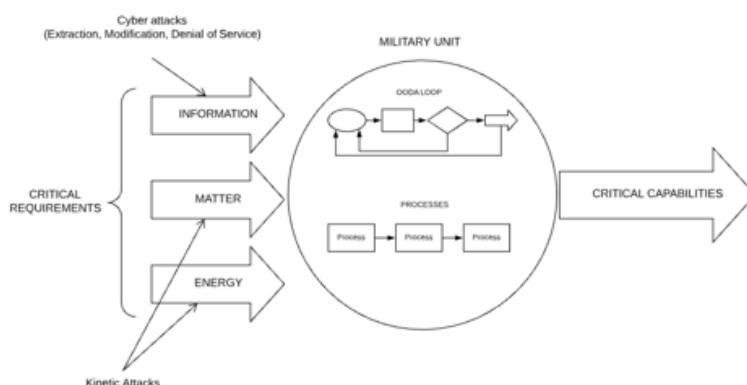 Cyber attacks
(Extraction, Modification, Denial of Service)
MILITARY UNIT
OODA LOOP
INFORMATION
CRITICAL
REQUIREMENTS
MATTER
CRITICAL CAPABILITIES
PROCESSES
Process
Process
Process
ENERGY
Kinetic Attacks